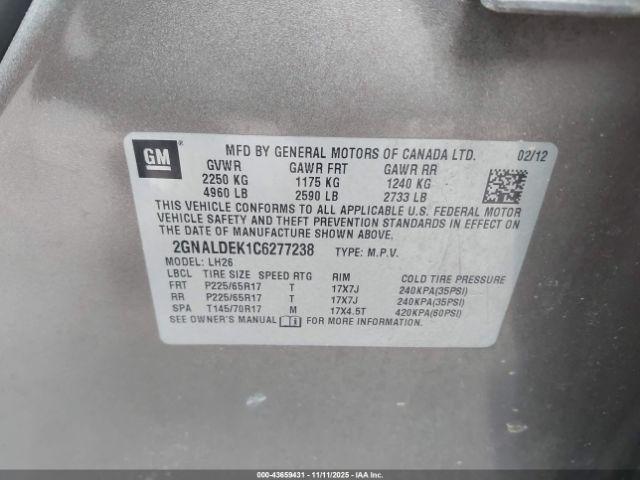 02/12
GM
MFD BY GENERAL MOTORS OF CANADA LTD. 02/12
GVWR GAWR FRT GAWR RR
2250 KG 1175 KG 1240 KG
4960 LB 2590 LB 2733 LB
THIS VEHICLE CONFORMS TO ALL APPLICABLE U.S. FEDERAL MOTOR
VEHICLE SAFETY AND THEFT PREVENTION STANDARDS IN EFFECT ON
THE DATE OF MANUFACTURE SHOWN ABOVE.
2GNALDEK1C6277238 TYPE: M.P.V.
MODEL: LH26
LBCL TIRE SIZE SPEED RTG RIM COLD TIRE PRESSURE
FRT P225/65R17 T 17X7J 240KPA(35PSI)
RR P225/65R17 T 17X7J 240KPA(35PSI)
SPA T145/70R17 M 17X4.5T 420KPA(60PSI)
SEE OWNER'S MANUAL FOR MORE INFORMATION.
000-43659431 - 11/11/2025 - IAAI.com